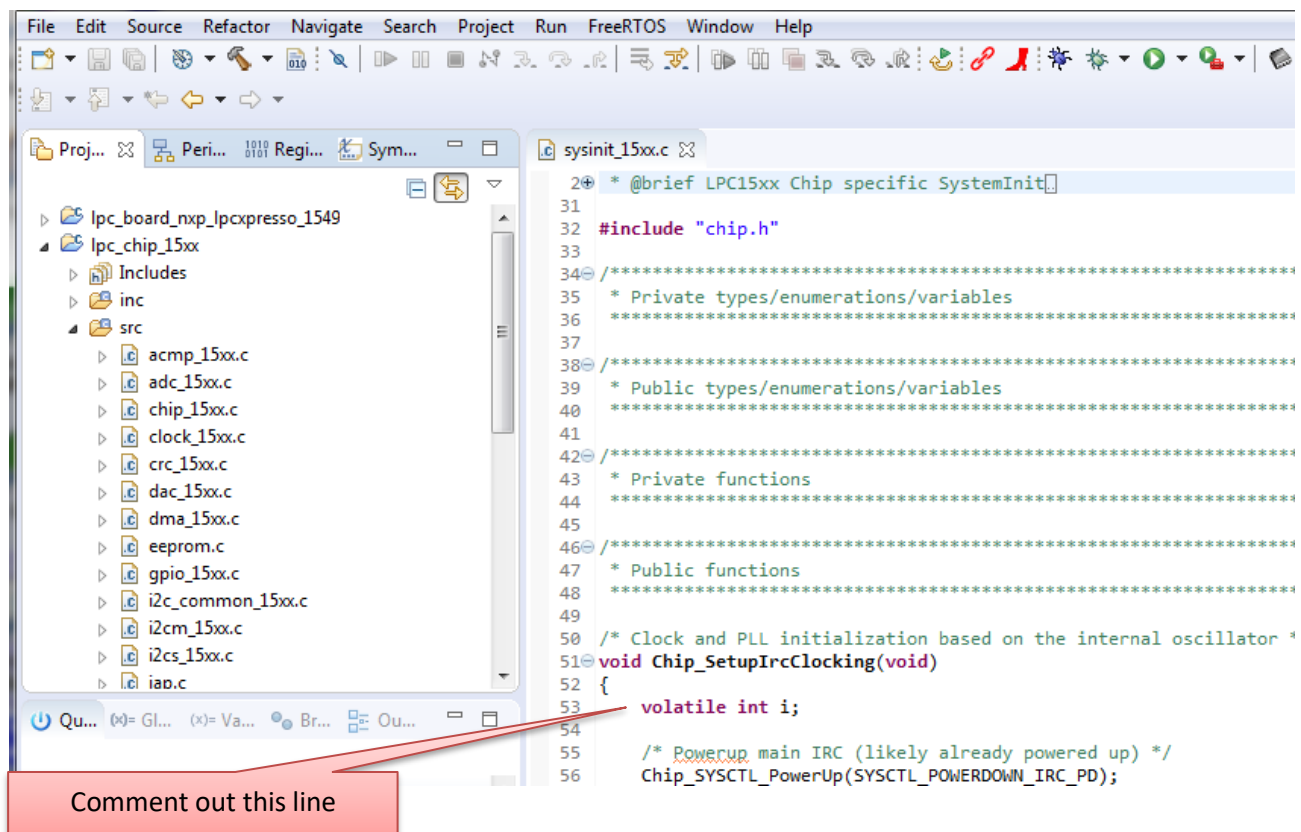 File Edit Source Refactor Navigate Search Project Run FreeRTOS Window Help
Proj... Peri... Regi... Sym...
lpc_board_nxp_lpcxpresso_1549
lpc_chip_15xx
Includes
inc
src
acmp_15xx.c
adc_15xx.c
chip_15xx.c
clock_15xx.c
crc_15xx.c
dac_15xx.c
dma_15xx.c
eeprom.c
gpio_15xx.c
i2c_common_15xx.c
i2cm_15xx.c
i2cs_15xx.c
iap.c
Qu... (x)= Gl... (x)= Va... Br... Ou...
sysinit_15xx.c
2 * @brief LPC15xx Chip specific SystemInit
31
32 #include "chip.h"
33
34 /****************************************************************
35 * Private types/enumerations/variables
36 ****************************************************************
37
38 /****************************************************************
39 * Public types/enumerations/variables
40 ****************************************************************
41
42 /****************************************************************
43 * Private functions
44 ****************************************************************
45
46 /****************************************************************
47 * Public functions
48 ****************************************************************
49
50 /* Clock and PLL initialization based on the internal oscillator *
51 void Chip_SetupIrcClocking(void)
52 {
53 volatile int i;
54
55 /* Powerup main IRC (likely already powered up) */
56 Chip_SYSCTL_PowerUp(SYSCTL_POWERDOWN_IRC_PD);
Comment out this line